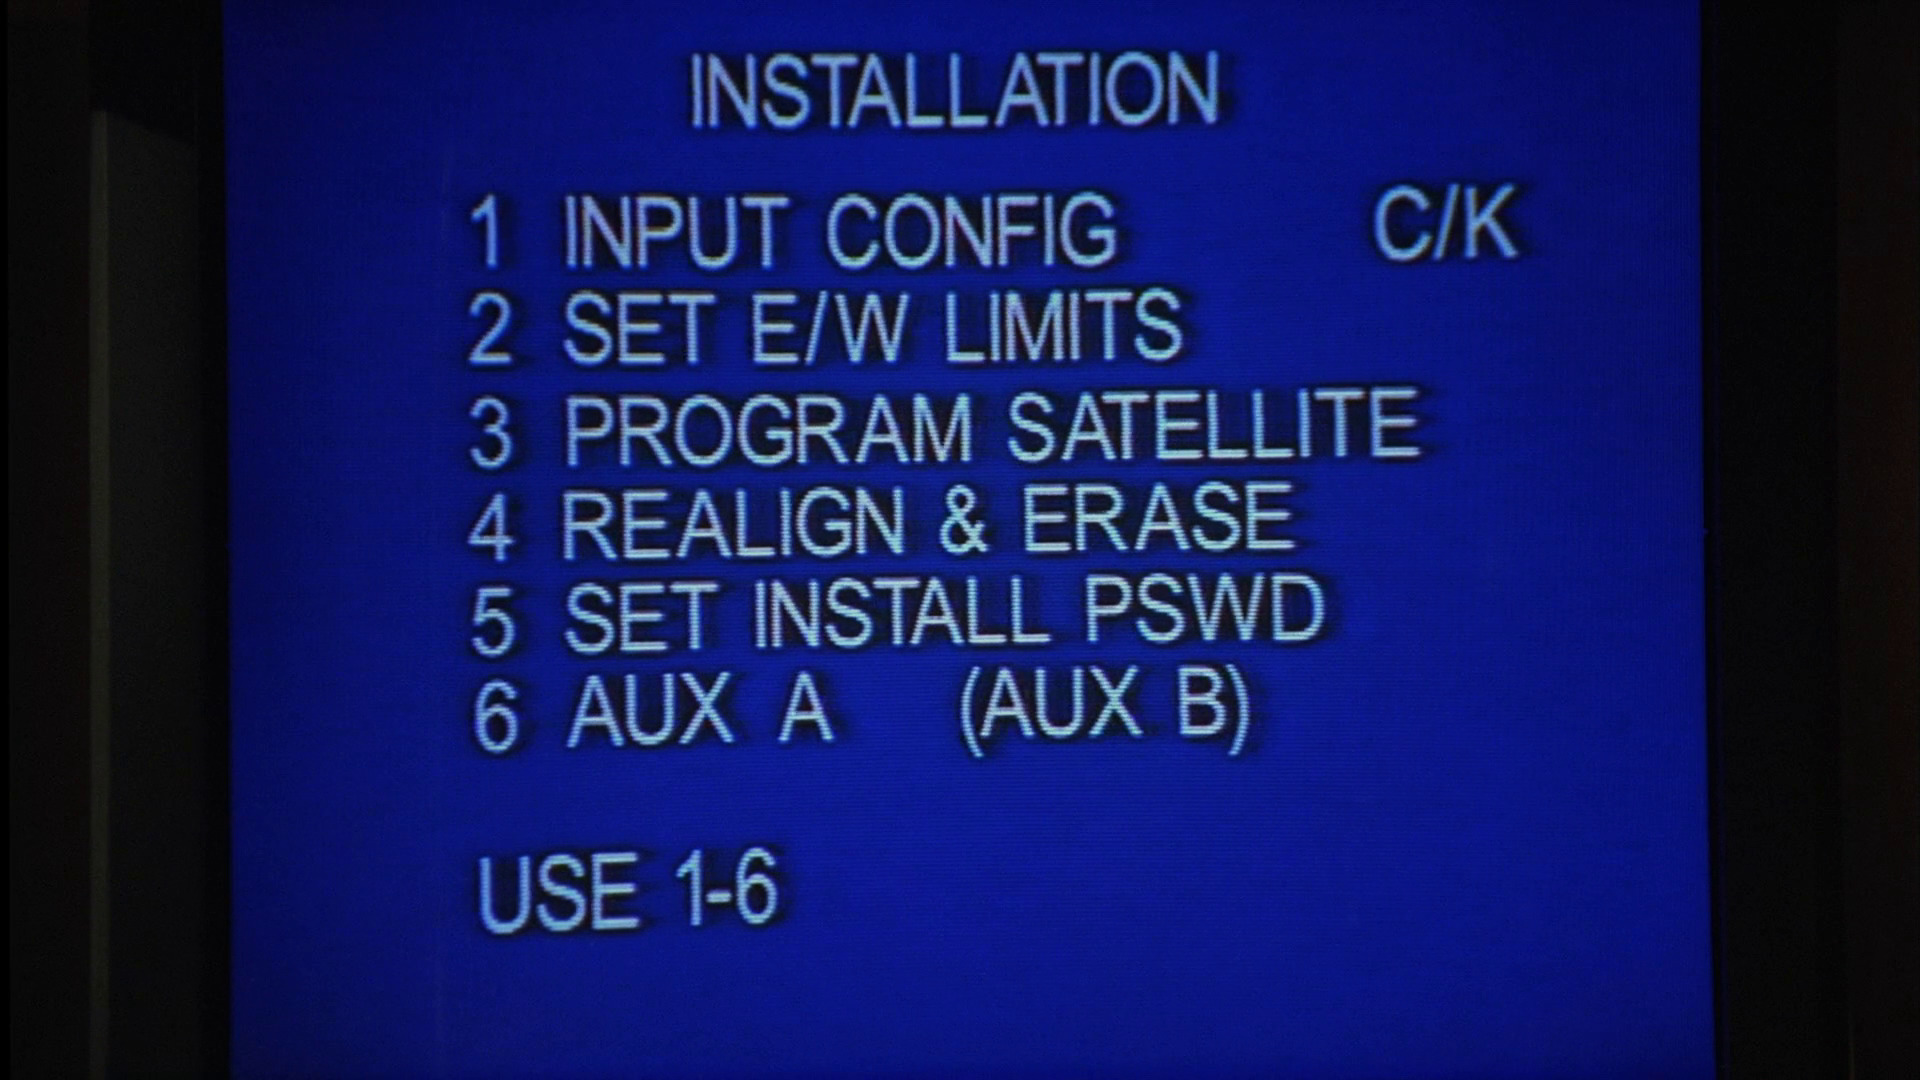 INSTALLATION
1 INPUT CONFIG C/K
2 SET E/W LIMITS
3 PROGRAM SATELLITE
4 REALIGN & ERASE
5 SET INSTALL PSWD
6 AUX A (AUX B)
USE 1-6